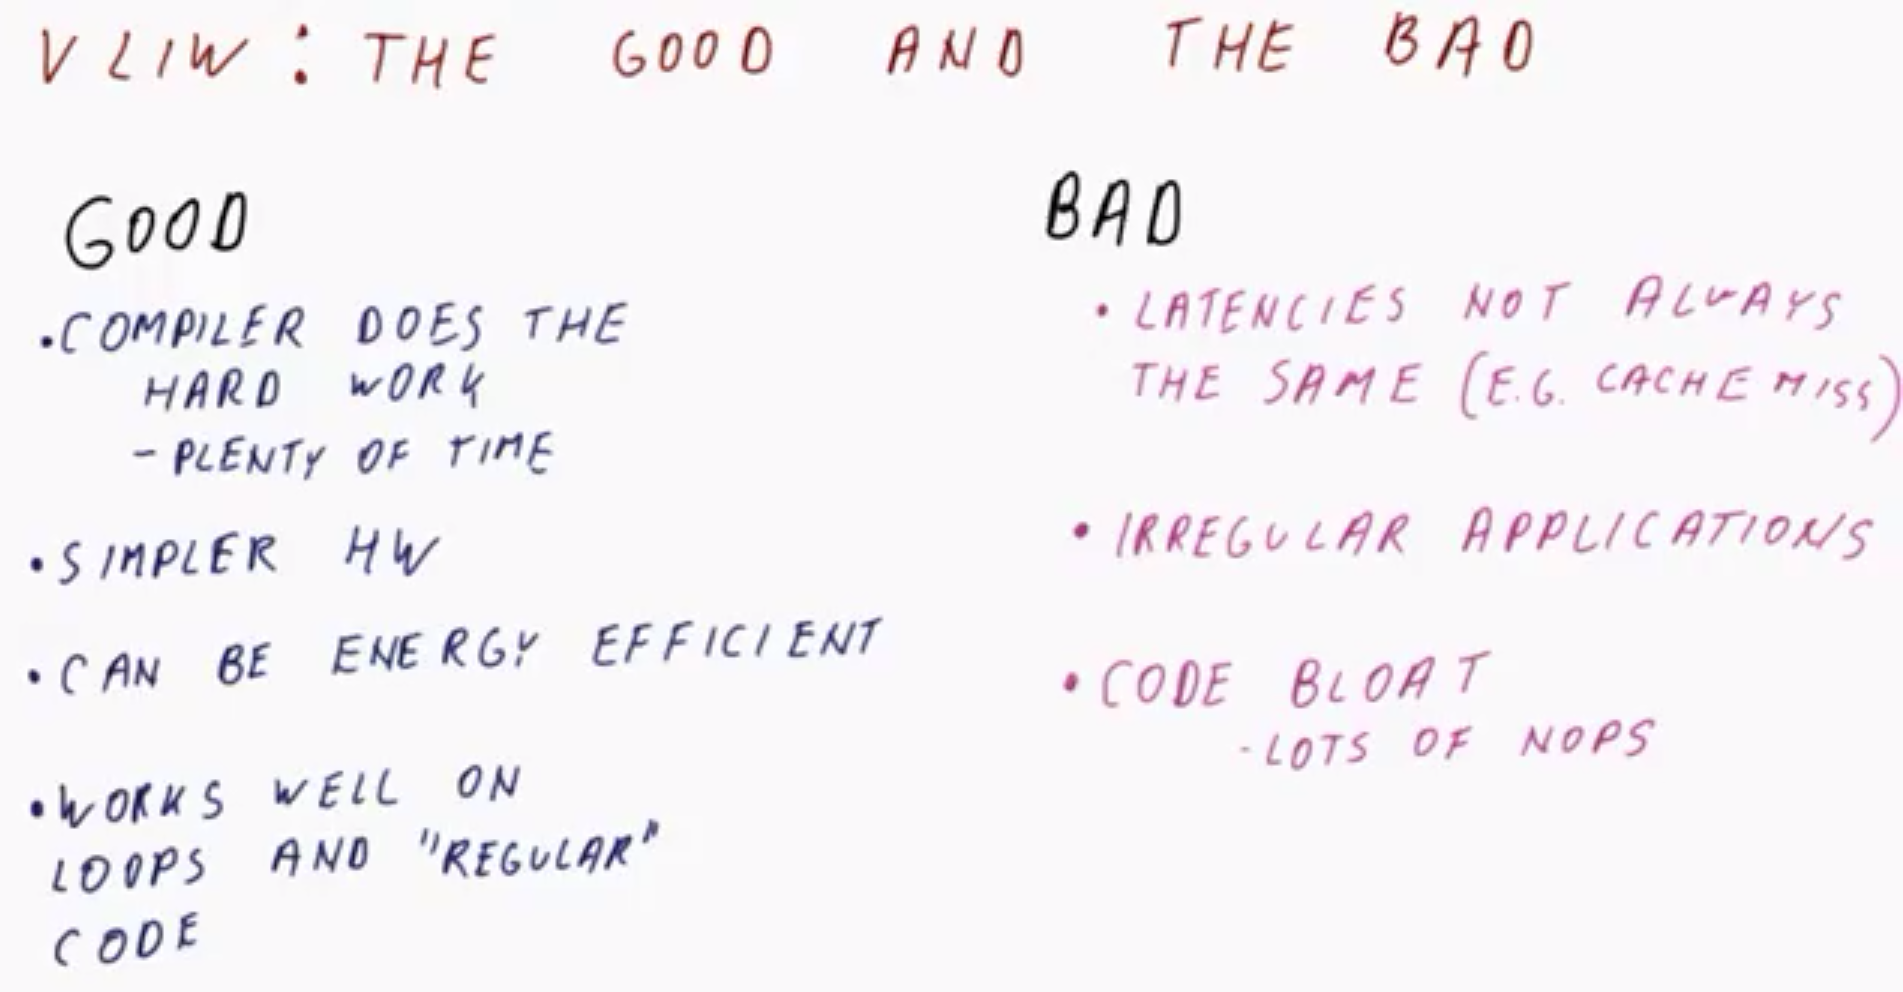 VLIW: THE GOOD AND THE BAD
GOOD
• COMPILER DOES THE
HARD WORK
- PLENTY OF TIME
• SIMPLER HW
• CAN BE ENERGY EFFICIENT
• WORKS WELL ON
LOOPS AND "REGULAR"
CODE
BAD
• LATENCIES NOT ALWAYS
THE SAME (E.G. CACHE MISS)
• IRREGULAR APPLICATIONS
• CODE BLOAT
- LOTS OF NOPS